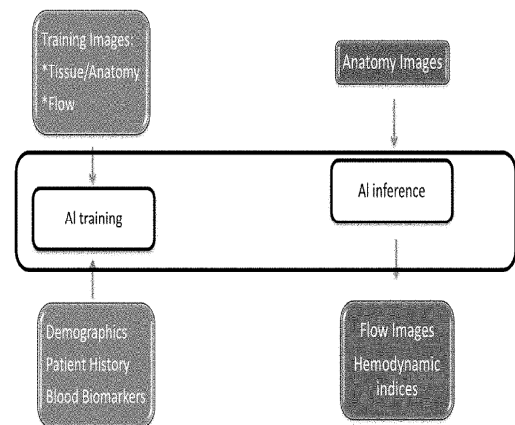 Training Images:
*Tissue/Anatomy
*Flow
Anatomy Images
AI training
AI inference
Demographics
Patient History
Blood Biomarkers
Flow Images
Hemodynamic
indices